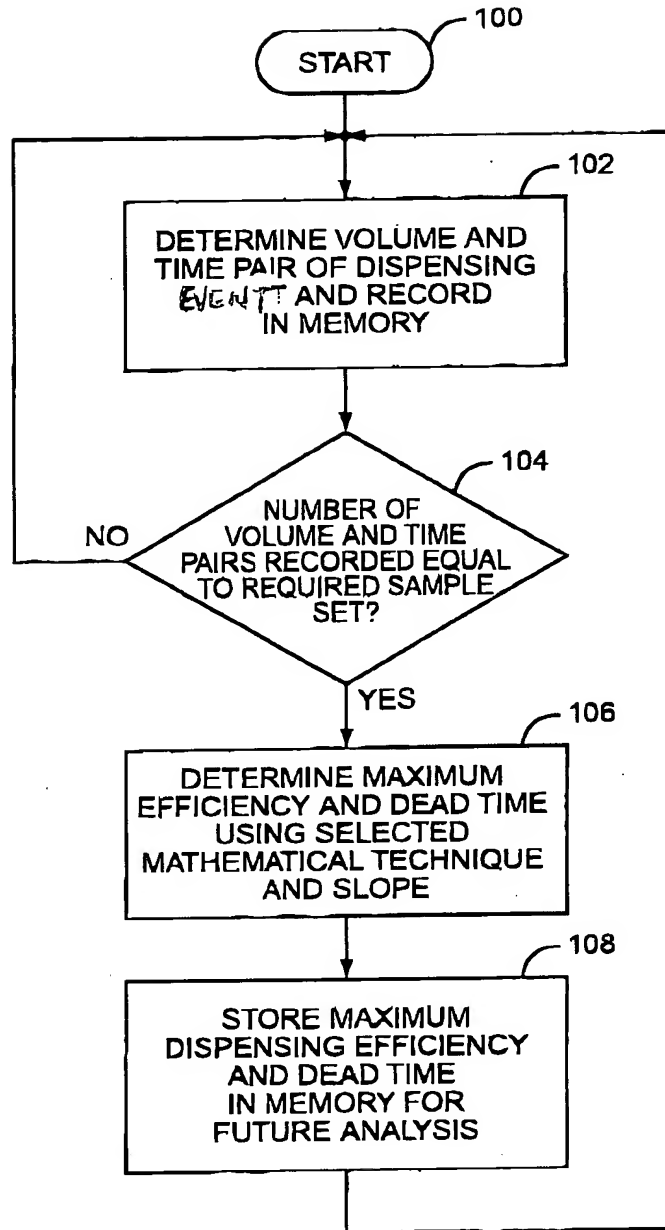 100
START
102
DETERMINE VOLUME AND
TIME PAIR OF DISPENSING
EVENTT AND RECORD
IN MEMORY
104
NUMBER OF
VOLUME AND TIME
PAIRS RECORDED EQUAL
TO REQUIRED SAMPLE
SET?
NO
YES
106
DETERMINE MAXIMUM
EFFICIENCY AND DEAD TIME
USING SELECTED
MATHEMATICAL TECHNIQUE
AND SLOPE
108
STORE MAXIMUM
DISPENSING EFFICIENCY
AND DEAD TIME
IN MEMORY FOR
FUTURE ANALYSIS